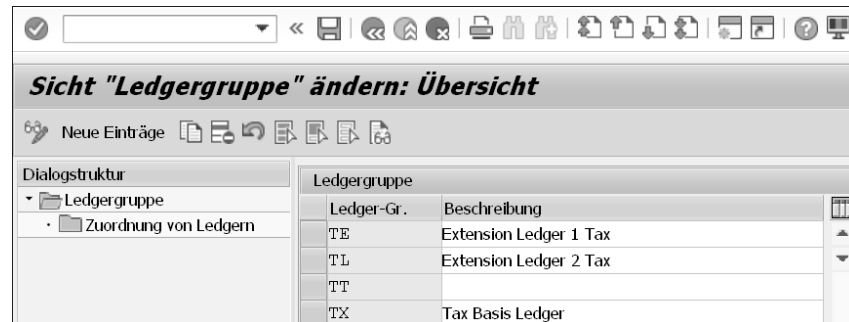 Sicht "Ledgergruppe" ändern: Übersicht
Neue Einträge
Dialogstruktur
Ledgergruppe
Zuordnung von Ledgern
Ledgergruppe
Ledger-Gr. Beschreibung
TE Extension Ledger 1 Tax
TL Extension Ledger 2 Tax
TT
TX Tax Basis Ledger